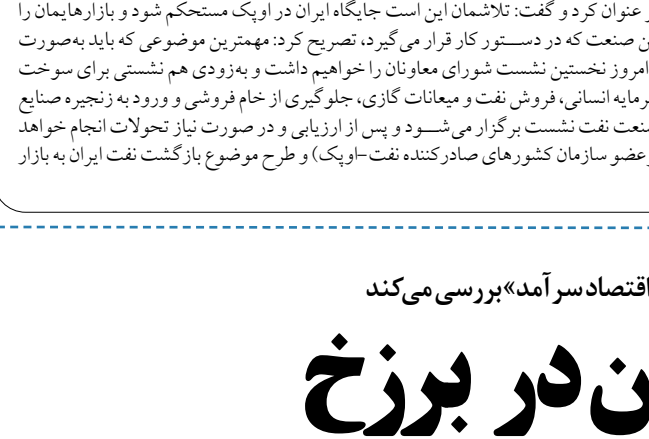 عنوان کرد و گفت: تلاشمان این است جایگاه ایران در اوپک مستحکم شود و بازارهایمان را
صنعت که در دســتور کار قرار می‌گیرد، تصریح کرد: مهمترین موضوعی که باید به‌صورت
امروز نخستین نشست شورای معاونان را خواهیم داشت و به‌زودی هم نشستی برای سوخت
انسانی، فروش نفت و میعانات گازی، جلوگیری از خام فروشی و ورود به زنجیره صنایع
نفت نشست برگزار می‌شــود و پس از ارزیابی و در صورت نیاز تحولات انجام خواهد
عضو سازمان کشورهای صادرکننده نفت-اوپک) و طرح موضوع بازگشت نفت ایران به بازار
اقتصاد سرآمد» بررسی می‌کند
در برزخ